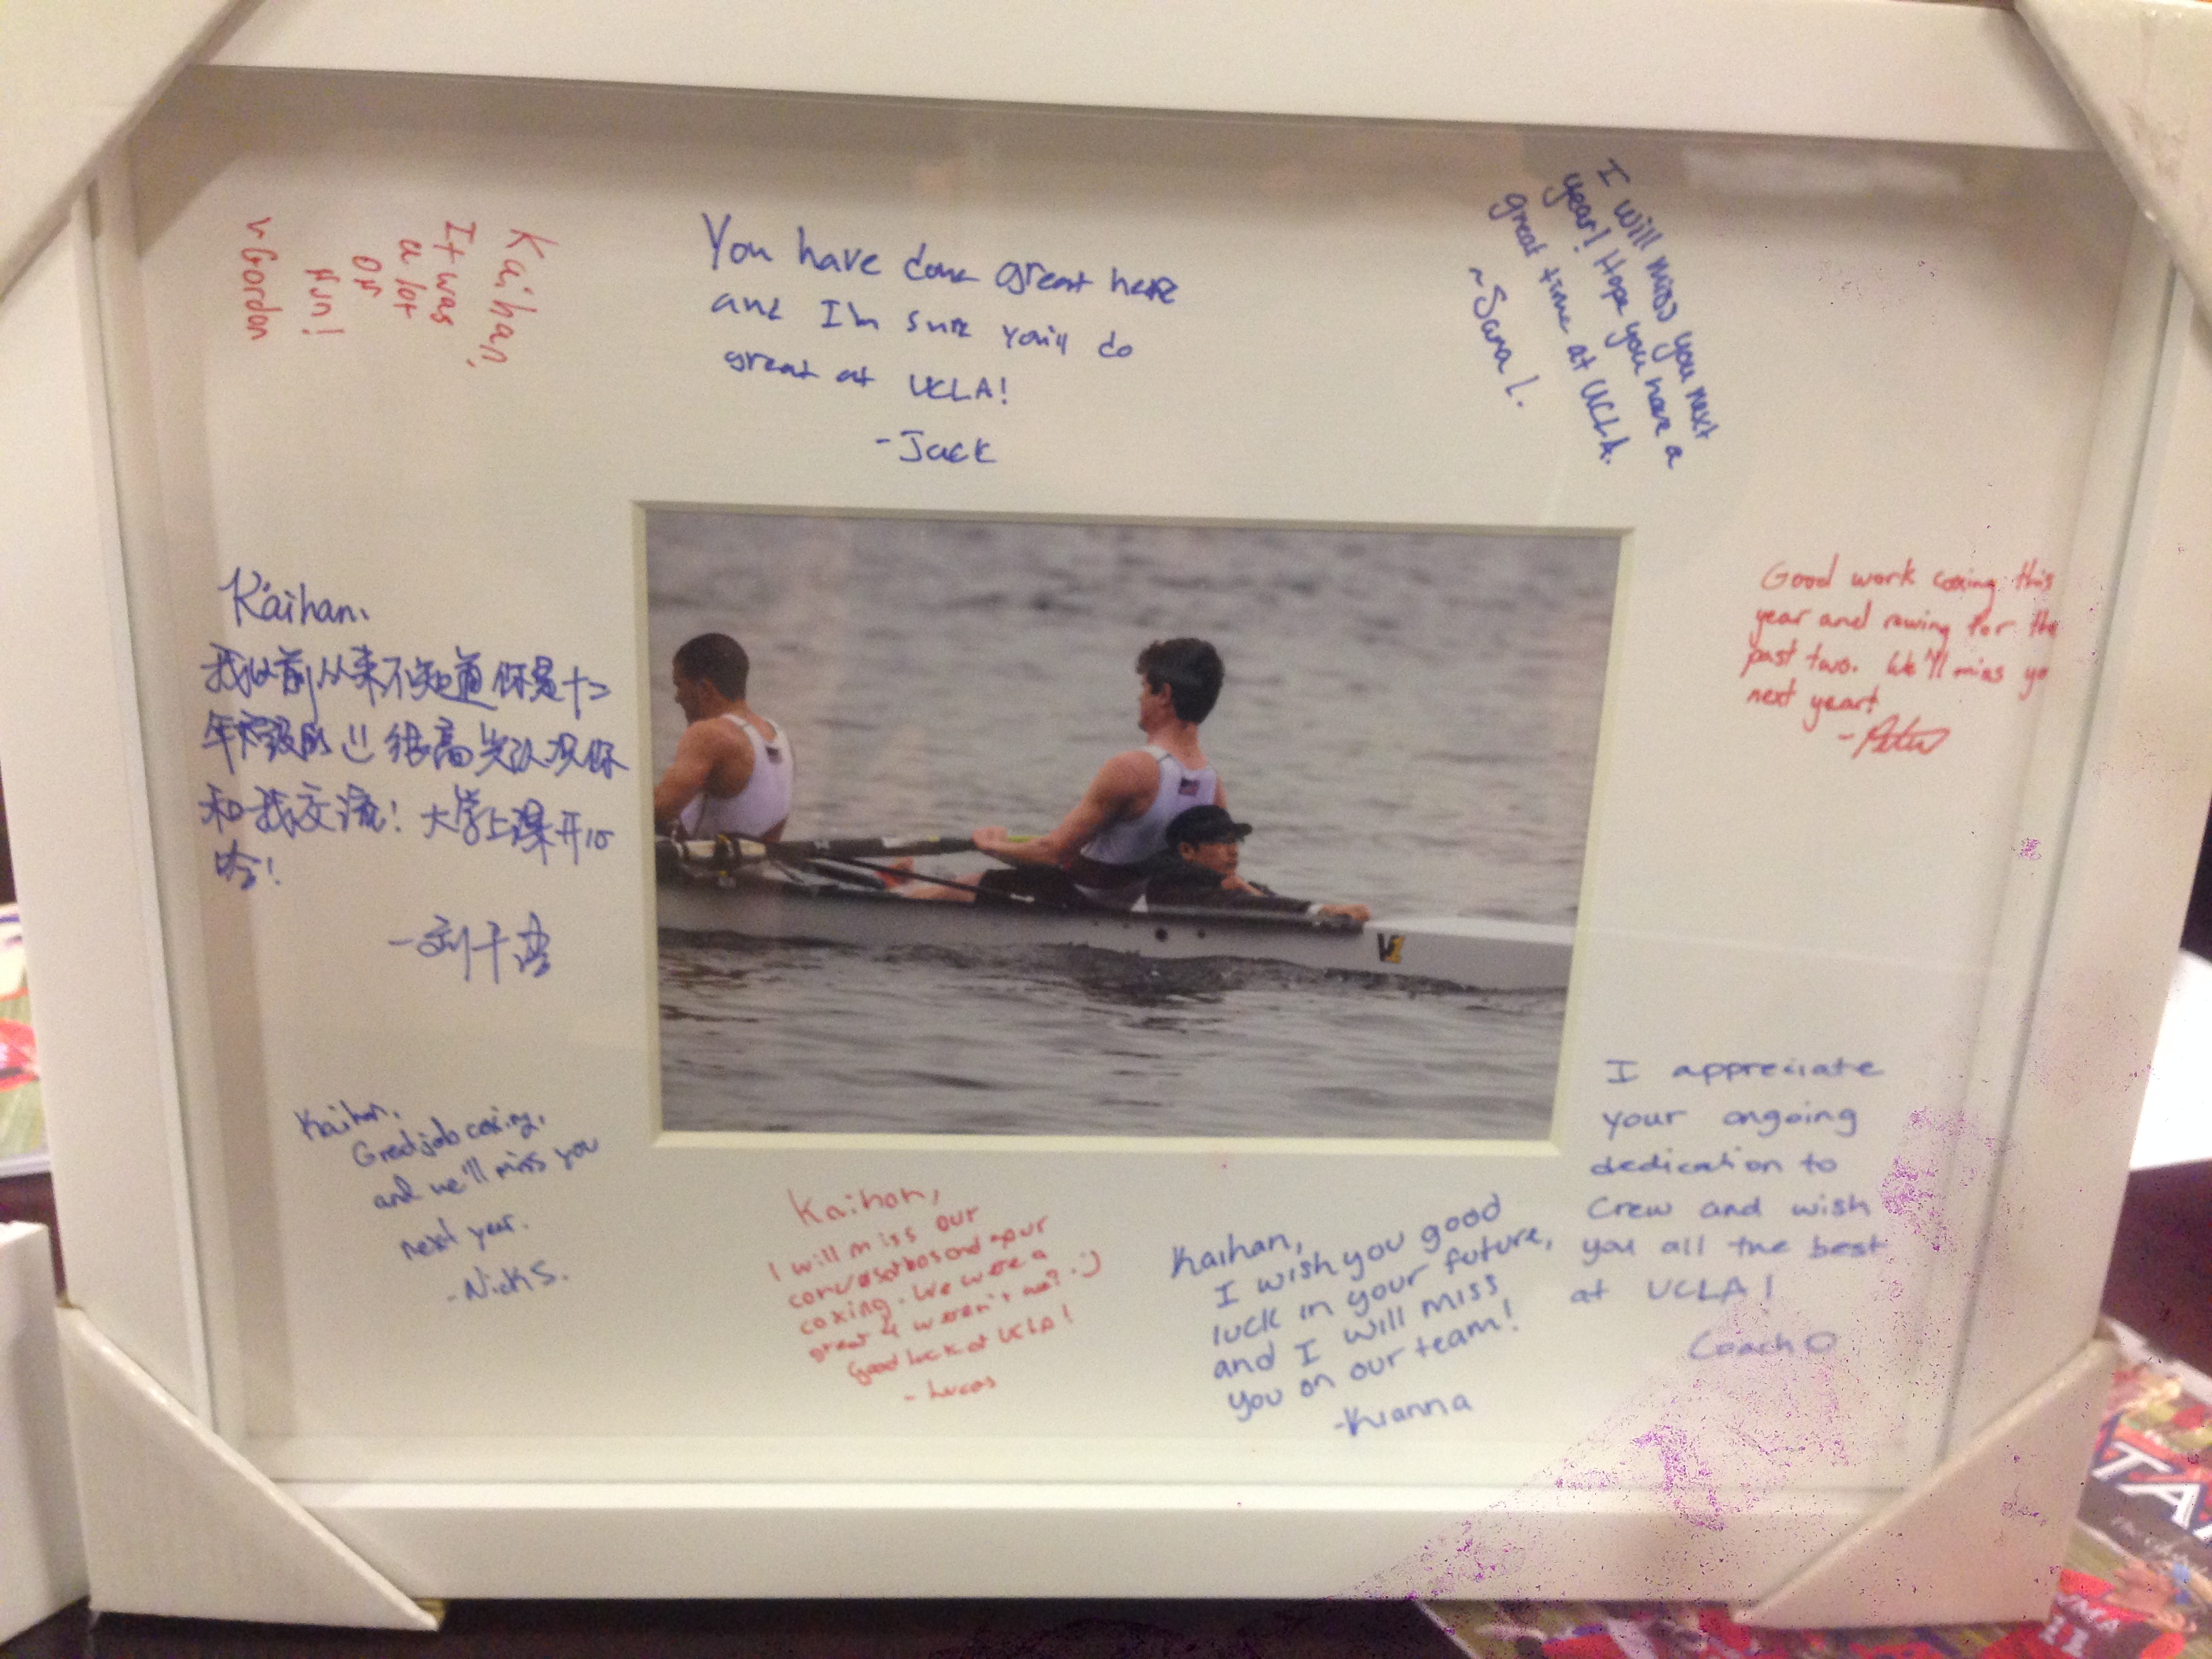 Kaihan,
It was
a lot
of
fun!
~Gordon
You have done great here
and I'm sure you'll do
great at UCLA!
-Jack
I will miss you next
year! Hope you have a
great time at UCLA.
~Sara L.
Kaihan,
我以前从来不知道你是十二
年级的 很高兴认识你
和我交流! 大学上课开心
哈!
-刘千
Good work coxing this
year and rowing for the
past two. We'll miss yo
next year!
-Peter
V1
Kaihan,
Great job coxing,
and we'll miss you
next year.
-Nick S.
Kaihan,
I will miss our
conversations and your
coxing. We were a
great 4 weren't we? :)
Good luck at UCLA!
- Lucas
Kaihan,
I wish you good
luck in your future,
and I will miss
you on our team!
-Kianna
I appreciate
your ongoing
dedication to
Crew and wish
you all the best
at UCLA!
Coach O
TA
11